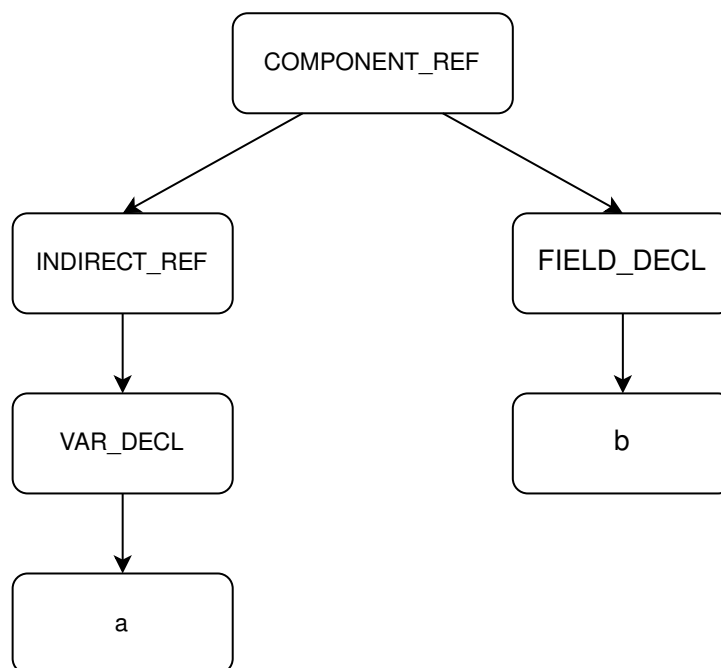 COMPONENT_REF
INDIRECT_REF
FIELD_DECL
VAR_DECL
b
a